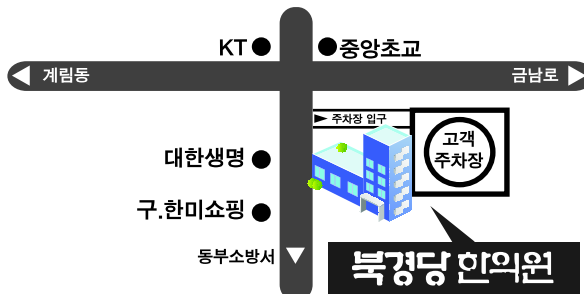 KT
중앙초교
계림동
금남로
주차장 입구
고객
주차장
대한생명
구.한미쇼핑
동부소방서
북경당 한의원